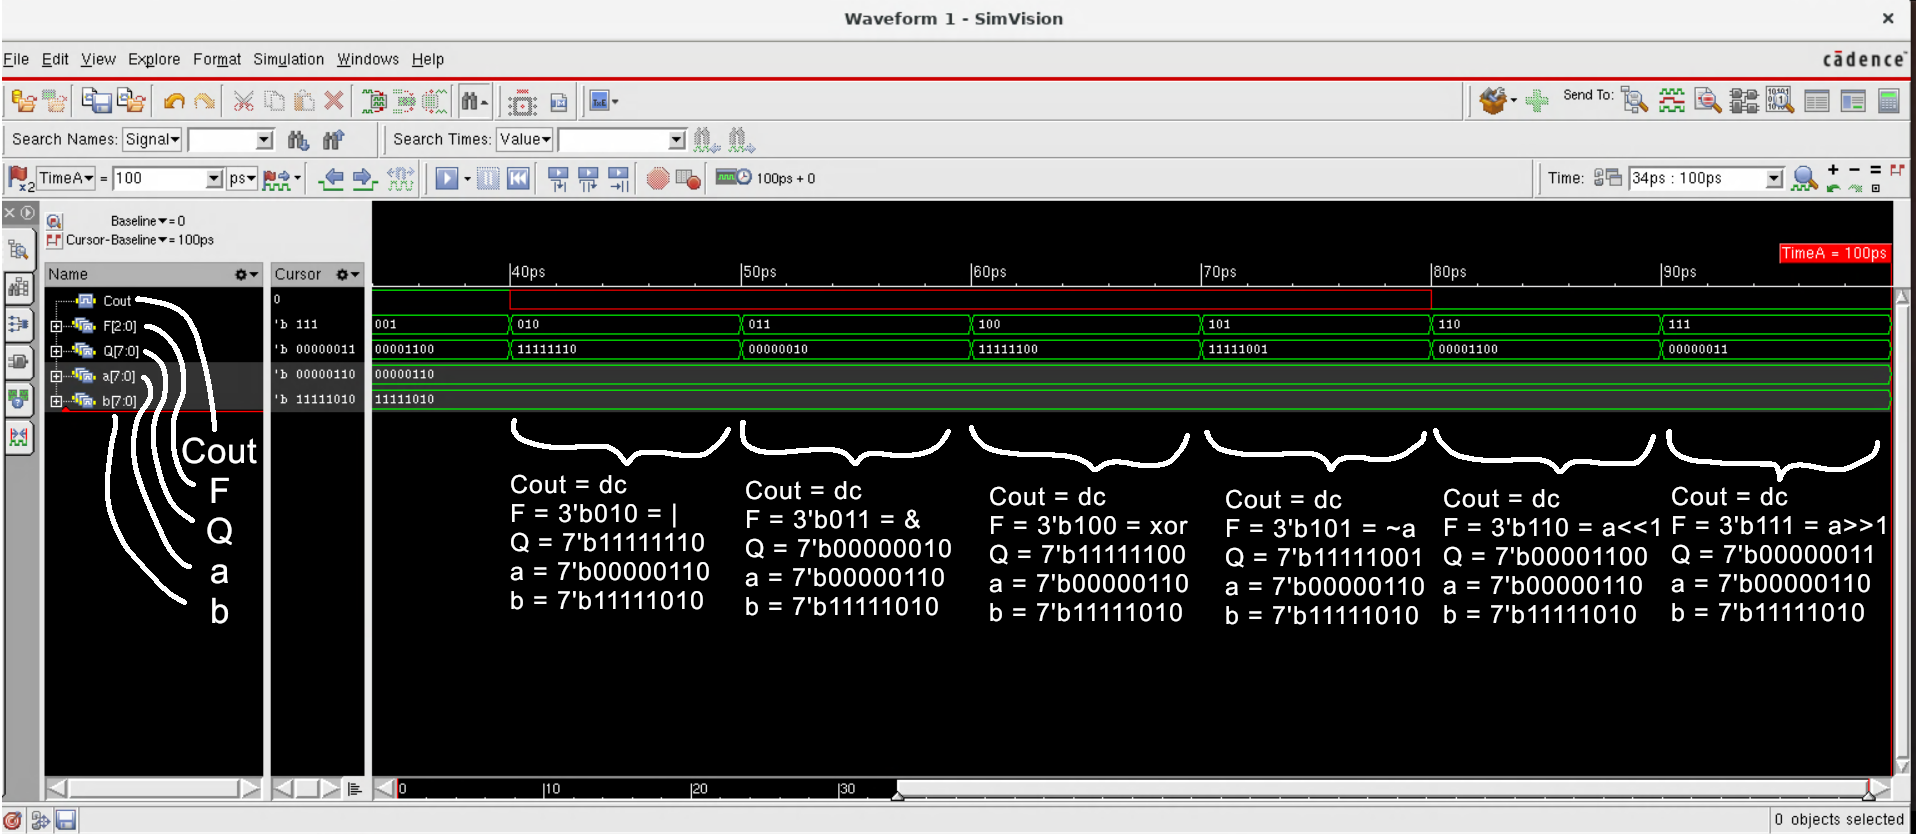 Waveform 1 - SimVision
File Edit View Explore Format Simulation Windows Help
cādence
Send To:
Search Names: Signal
Search Times: Value
x2 TimeA = 100 ps
100ps + 0
Time: 34ps : 100ps
Baseline = 0
Cursor-Baseline = 100ps
TimeA = 100ps
Name Cursor
40ps 50ps 60ps 70ps 80ps 90ps
Cout 0
F[2:0] 'b 111 001 010 011 100 101 110 111
Q[7:0] 'b 00000011 00001100 11111110 00000010 11111100 11111001 00001100 00000011
a[7:0] 'b 00000110 00000110
b[7:0] 'b 11111010 11111010
Cout
F
Q
a
b
Cout = dc
F = 3'b010 = |
Q = 7'b11111110
a = 7'b00000110
b = 7'b11111010
Cout = dc
F = 3'b011 = &
Q = 7'b00000010
a = 7'b00000110
b = 7'b11111010
Cout = dc
F = 3'b100 = xor
Q = 7'b11111100
a = 7'b00000110
b = 7'b11111010
Cout = dc
F = 3'b101 = ~a
Q = 7'b11111001
a = 7'b00000110
b = 7'b11111010
Cout = dc
F = 3'b110 = a<<1
Q = 7'b00001100
a = 7'b00000110
b = 7'b11111010
Cout = dc
F = 3'b111 = a>>1
Q = 7'b00000011
a = 7'b00000110
b = 7'b11111010
0 10 20 30
0 objects selected